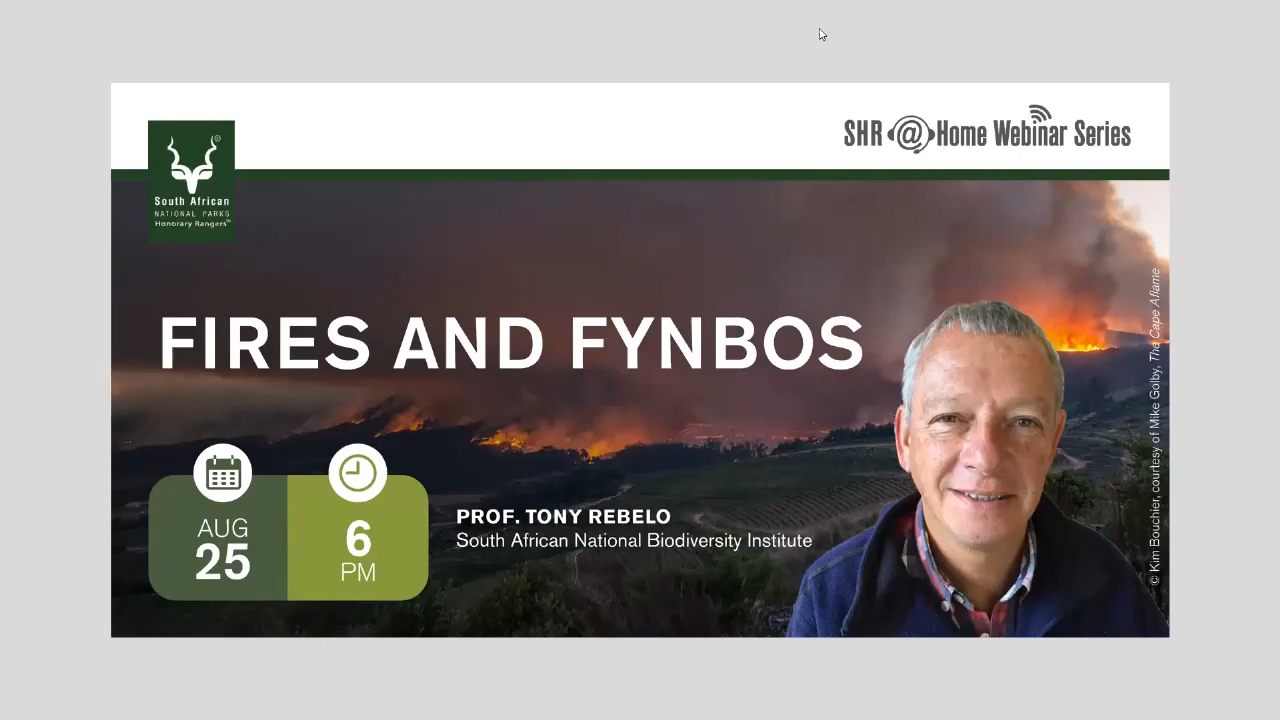 SHR @ Home Webinar Series
South African
NATIONAL PARKS
Honorary Rangers™
FIRES AND FYNBOS
AUG
25
6
PM
PROF. TONY REBELO
South African National Biodiversity Institute
© Kim Bouchier, courtesy of Mike Golby, The Cape Aflame